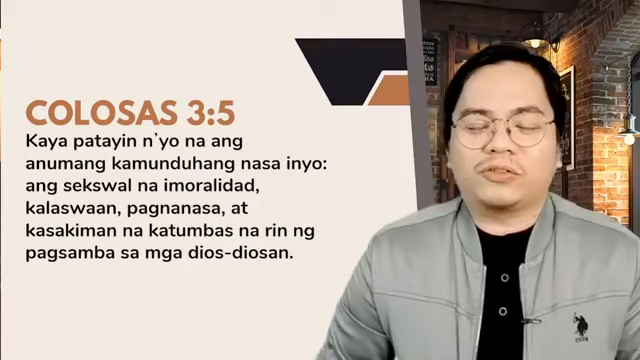 COLOSAS 3:5
Kaya patayin n'yo na ang
anumang kamunduhang nasa inyo:
ang sekswal na imoralidad,
kalaswaan, pagnanasa, at
kasakiman na katumbas na rin ng
pagsamba sa mga dios-diosan.